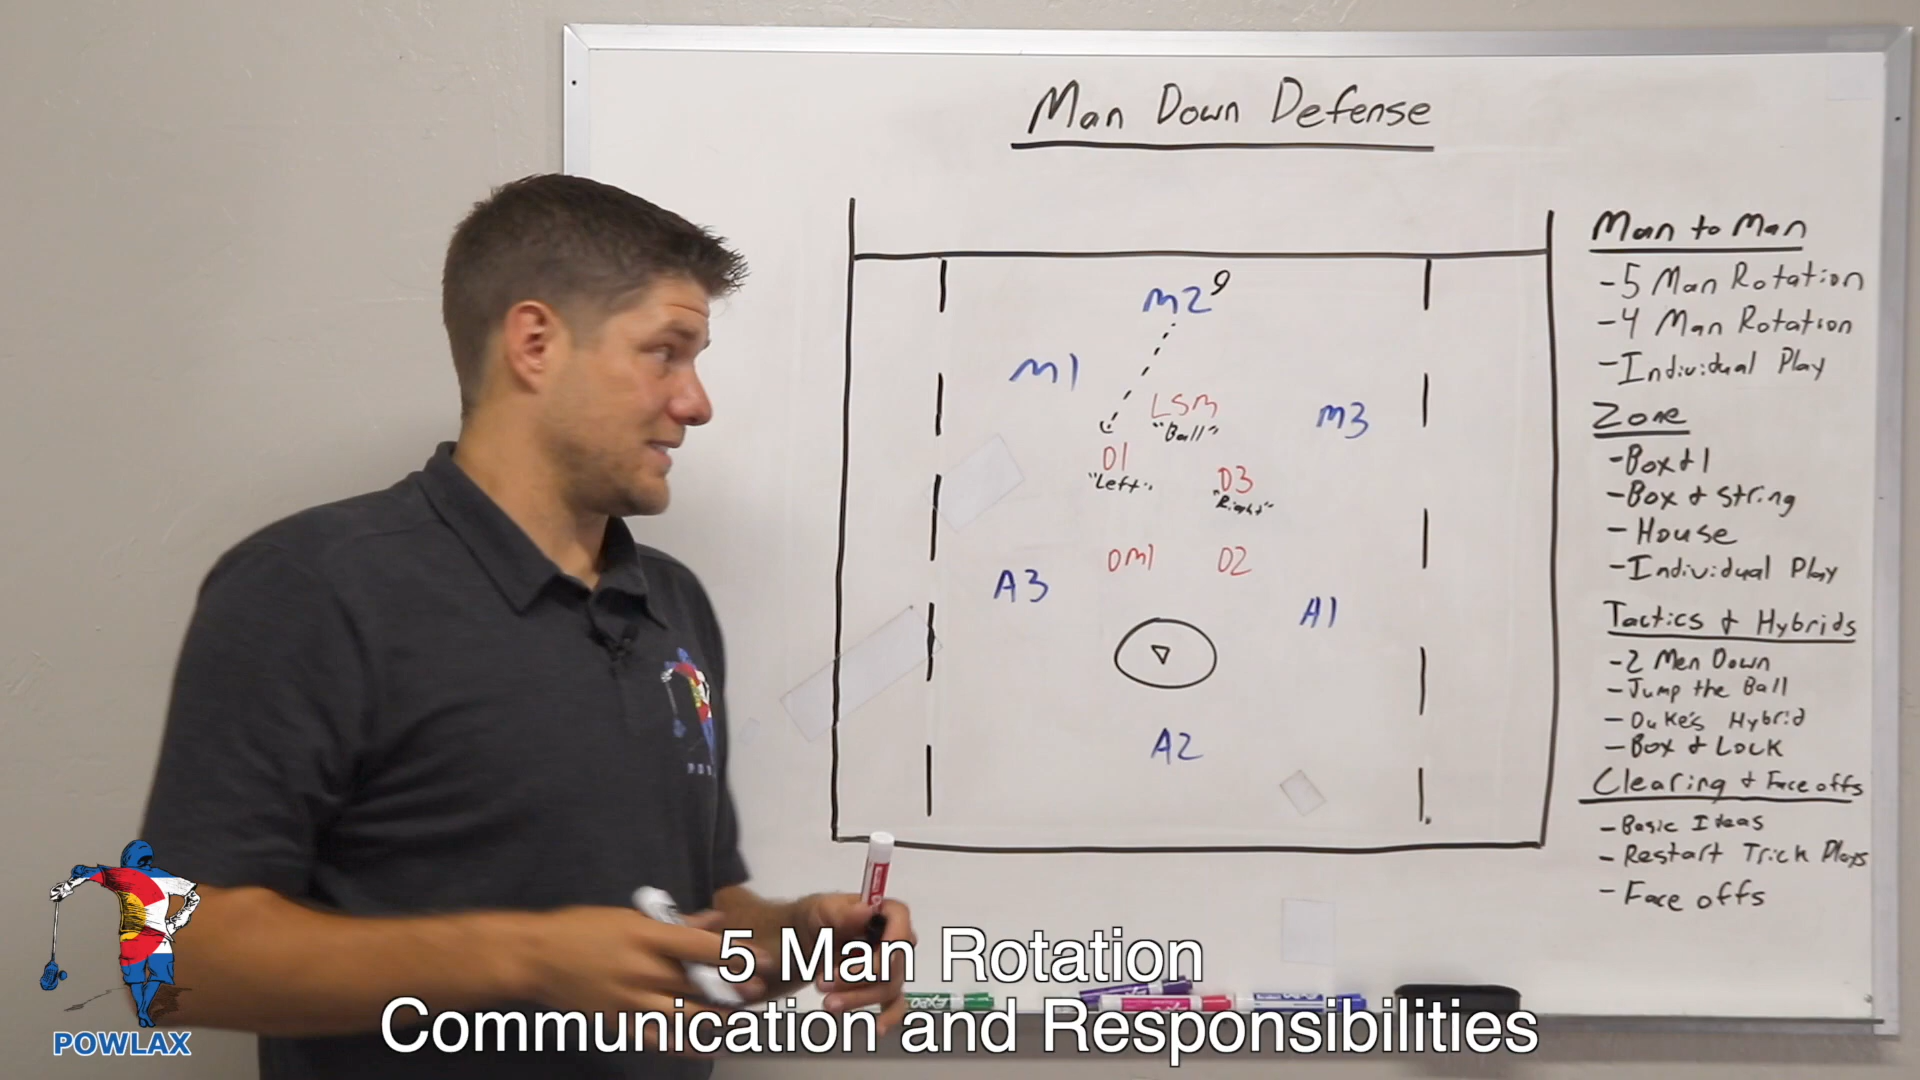 Man Down Defense
M2
M1
LSM
"Ball"
M3
D1
"Left"
D3
"Right"
DM1
D2
A3
A1
A2
Man to Man
-5 Man Rotation
-4 Man Rotation
-Individual Play
Zone
-Box & 1
-Box & String
-House
-Individual Play
Tactics & Hybrids
-2 Men Down
-Jump the Ball
-Duke's Hybrid
-Box & Lock
Clearing & Face offs
-Basic Ideas
-Restart Trick Plays
-Face offs
5 Man Rotation
Communication and Responsibilities
POWLAX
EXPO